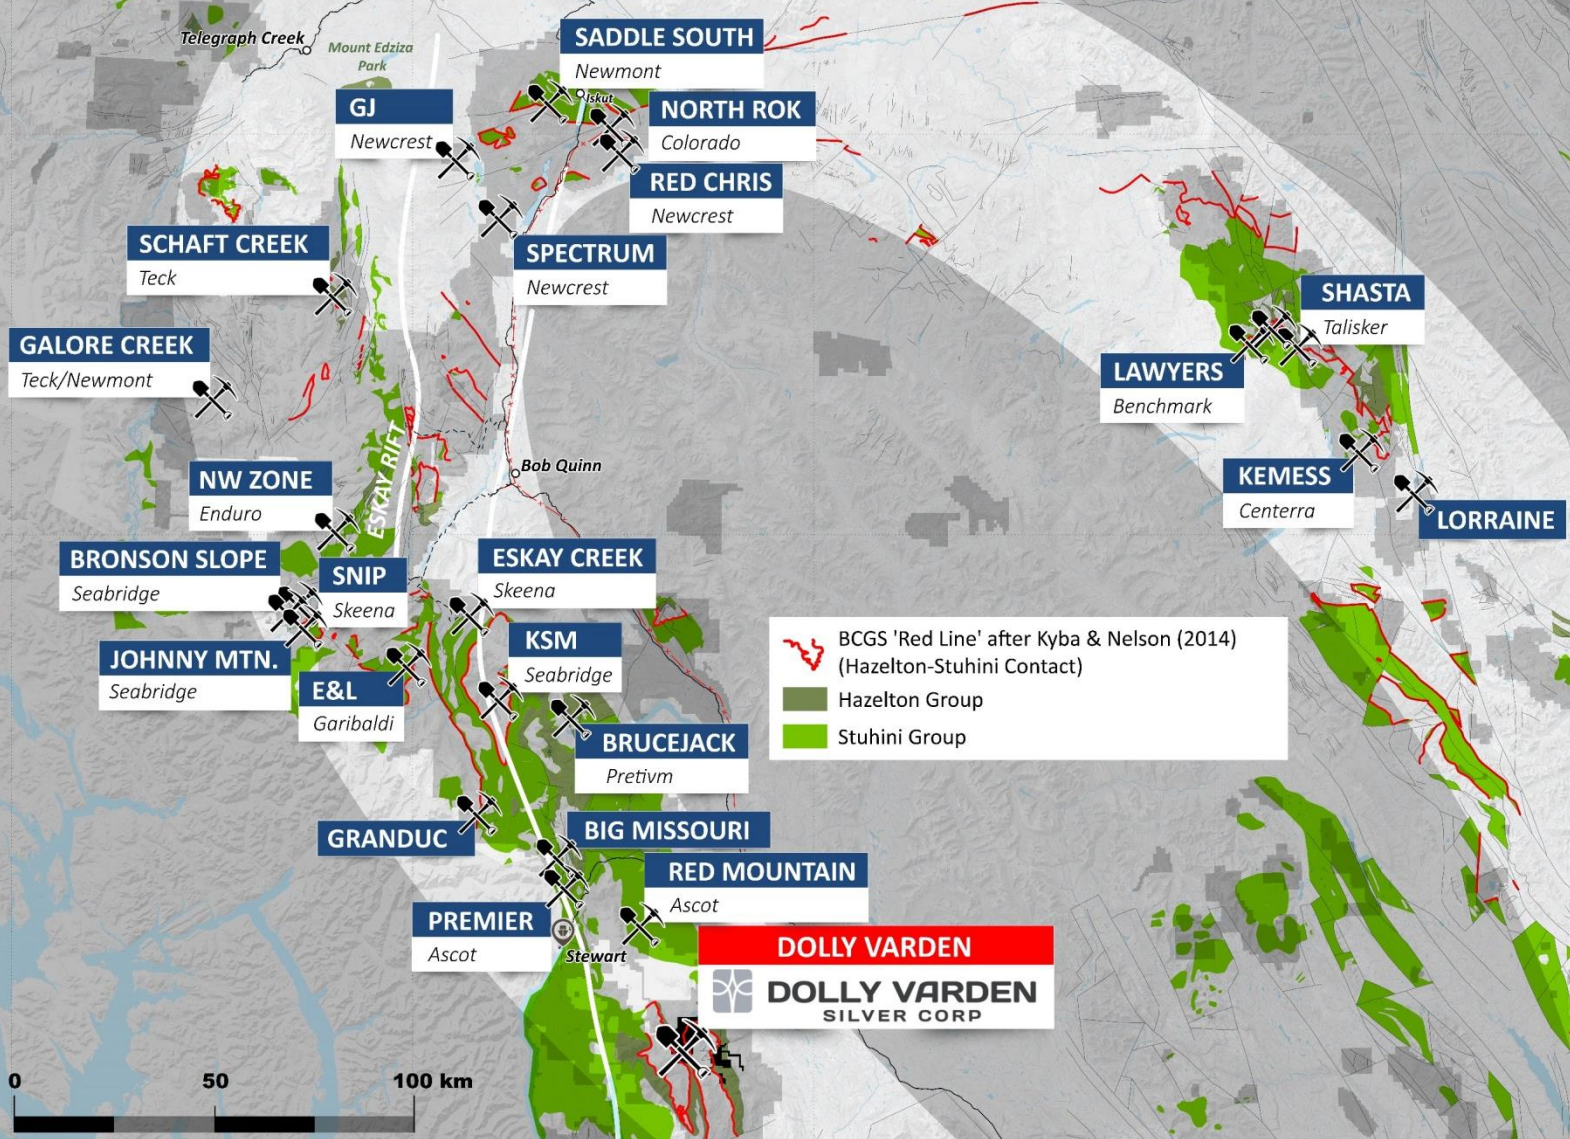 Telegraph Creek
Mount Edziza
Park
SADDLE SOUTH
Newmont
Iskut
GJ
Newcrest
NORTH ROK
Colorado
RED CHRIS
Newcrest
SCHAFT CREEK
Teck
SPECTRUM
Newcrest
SHASTA
Talisker
GALORE CREEK
Teck/Newmont
LAWYERS
Benchmark
ESKAY RIFT
Bob Quinn
NW ZONE
Enduro
KEMESS
Centerra
LORRAINE
BRONSON SLOPE
Seabridge
SNIP
Skeena
ESKAY CREEK
Skeena
KSM
Seabridge
JOHNNY MTN.
Seabridge
E&L
Garibaldi
BCGS 'Red Line' after Kyba & Nelson (2014)
(Hazelton-Stuhini Contact)
Hazelton Group
Stuhini Group
BRUCEJACK
Pretivm
GRANDUC
BIG MISSOURI
RED MOUNTAIN
Ascot
PREMIER
Ascot
Stewart
DOLLY VARDEN
DOLLY VARDEN
SILVER CORP
0 50 100 km